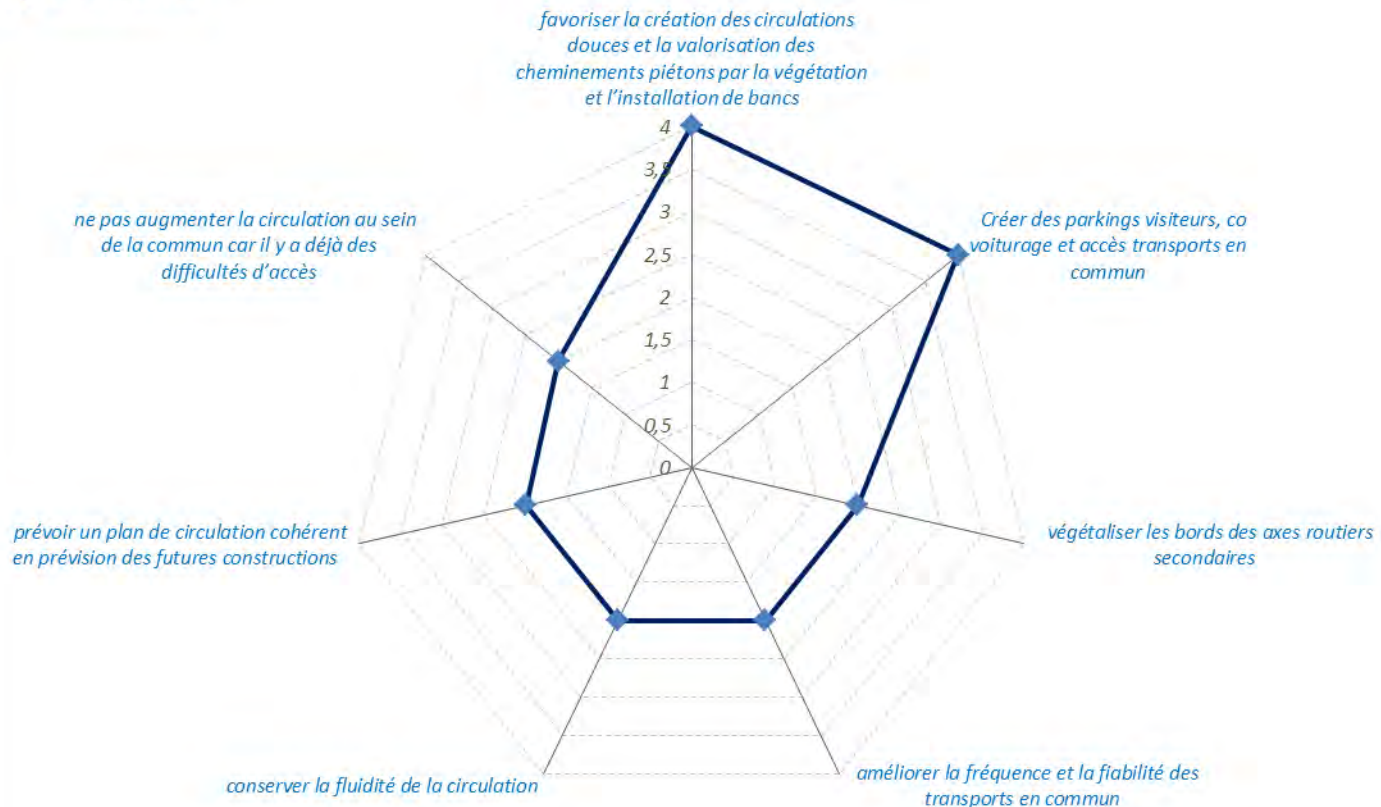 favoriser la création des circulations
douces et la valorisation des
cheminements piétons par la végétation
et l'installation de bancs
4
3,5
3
2,5
2
1,5
1
0,5
0
Créer des parkings visiteurs, co
voiturage et accès transports en
commun
végétaliser les bords des axes routiers
secondaires
améliorer la fréquence et la fiabilité des
transports en commun
conserver la fluidité de la circulation
prévoir un plan de circulation cohérent
en prévision des futures constructions
ne pas augmenter la circulation au sein
de la commun car il y a déjà des
difficultés d'accès